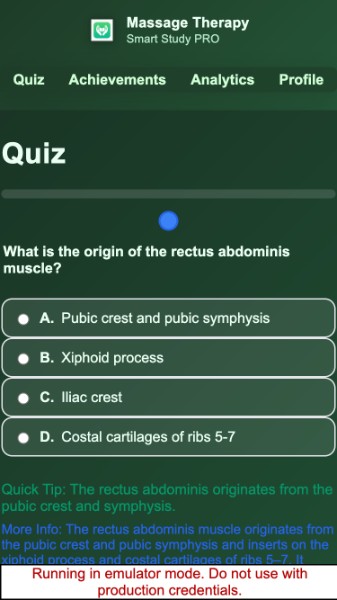 Massage Therapy
Smart Study PRO
Quiz Achievements Analytics Profile
Quiz
What is the origin of the rectus abdominis
muscle?
A. Pubic crest and pubic symphysis
B. Xiphoid process
C. Iliac crest
D. Costal cartilages of ribs 5-7
Quick Tip: The rectus abdominis originates from the
pubic crest and symphysis.
More Info: The rectus abdominis muscle originates from
the pubic crest and pubic symphysis and inserts on the
xiphoid process and costal cartilages of ribs 5–7. It
Running in emulator mode. Do not use with
production credentials.